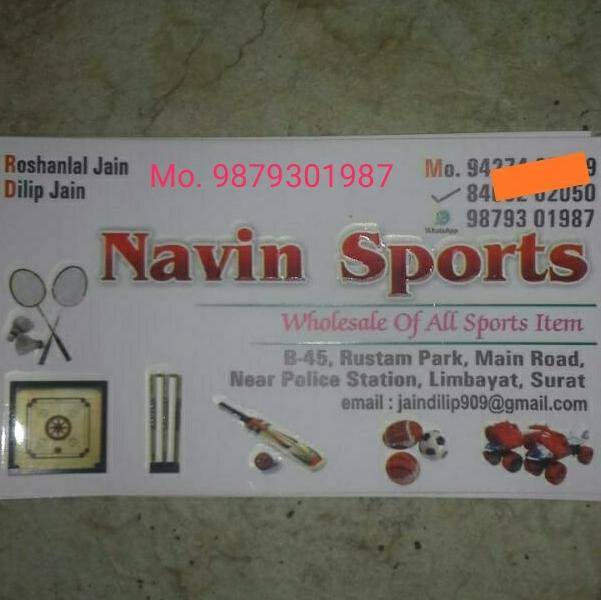 Roshanlal Jain
Dilip Jain
Mo. 9879301987
Mo.
98793 01987
WhatsApp
Navin Sports
Wholesale Of All Sports Item
B-45, Rustam Park, Main Road,
Near Police Station, Limbayat, Surat
email : jaindilip909@gmail.com